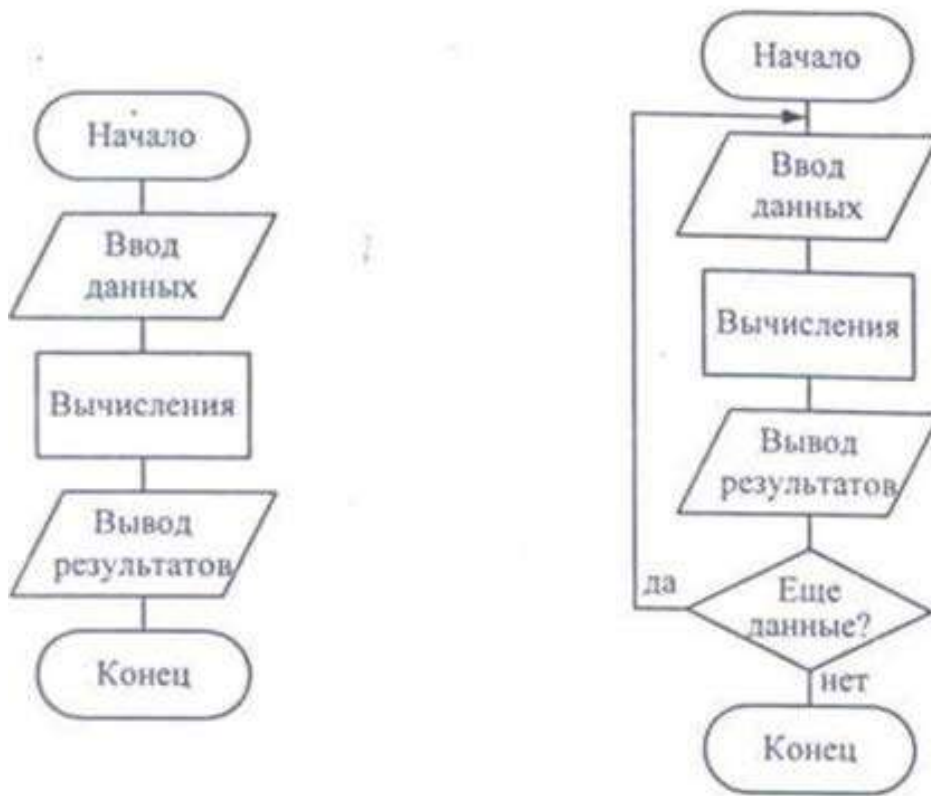 Начало
Ввод
данных
Вычисления
Вывод
результатов
Конец
Начало
Ввод
данных
Вычисления
Вывод
результатов
да
Еще
данные?
нет
Конец